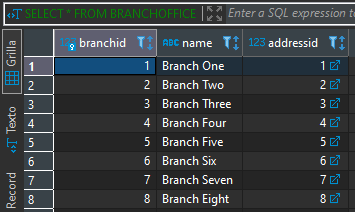 SELECT * FROM BRANCHOFFICE Enter a SQL expression t
branchid ABC name 123 addressid
1 1 Branch One 1
2 2 Branch Two 2
3 3 Branch Three 3
4 4 Branch Four 4
5 5 Branch Five 5
6 6 Branch Six 6
7 7 Branch Seven 7
8 8 Branch Eight 8
Grilla
Texto
Record